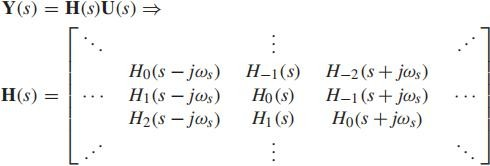 Y(s) = H(s)U(s) ⇒
⋱ ⋮ ⋰
H₀(s − jωₛ) H₋₁(s) H₋₂(s + jωₛ)
H(s) = ⋯ H₁(s − jωₛ) H₀(s) H₋₁(s + jωₛ) ⋯
H₂(s − jωₛ) H₁(s) H₀(s + jωₛ)
⋰ ⋮ ⋱